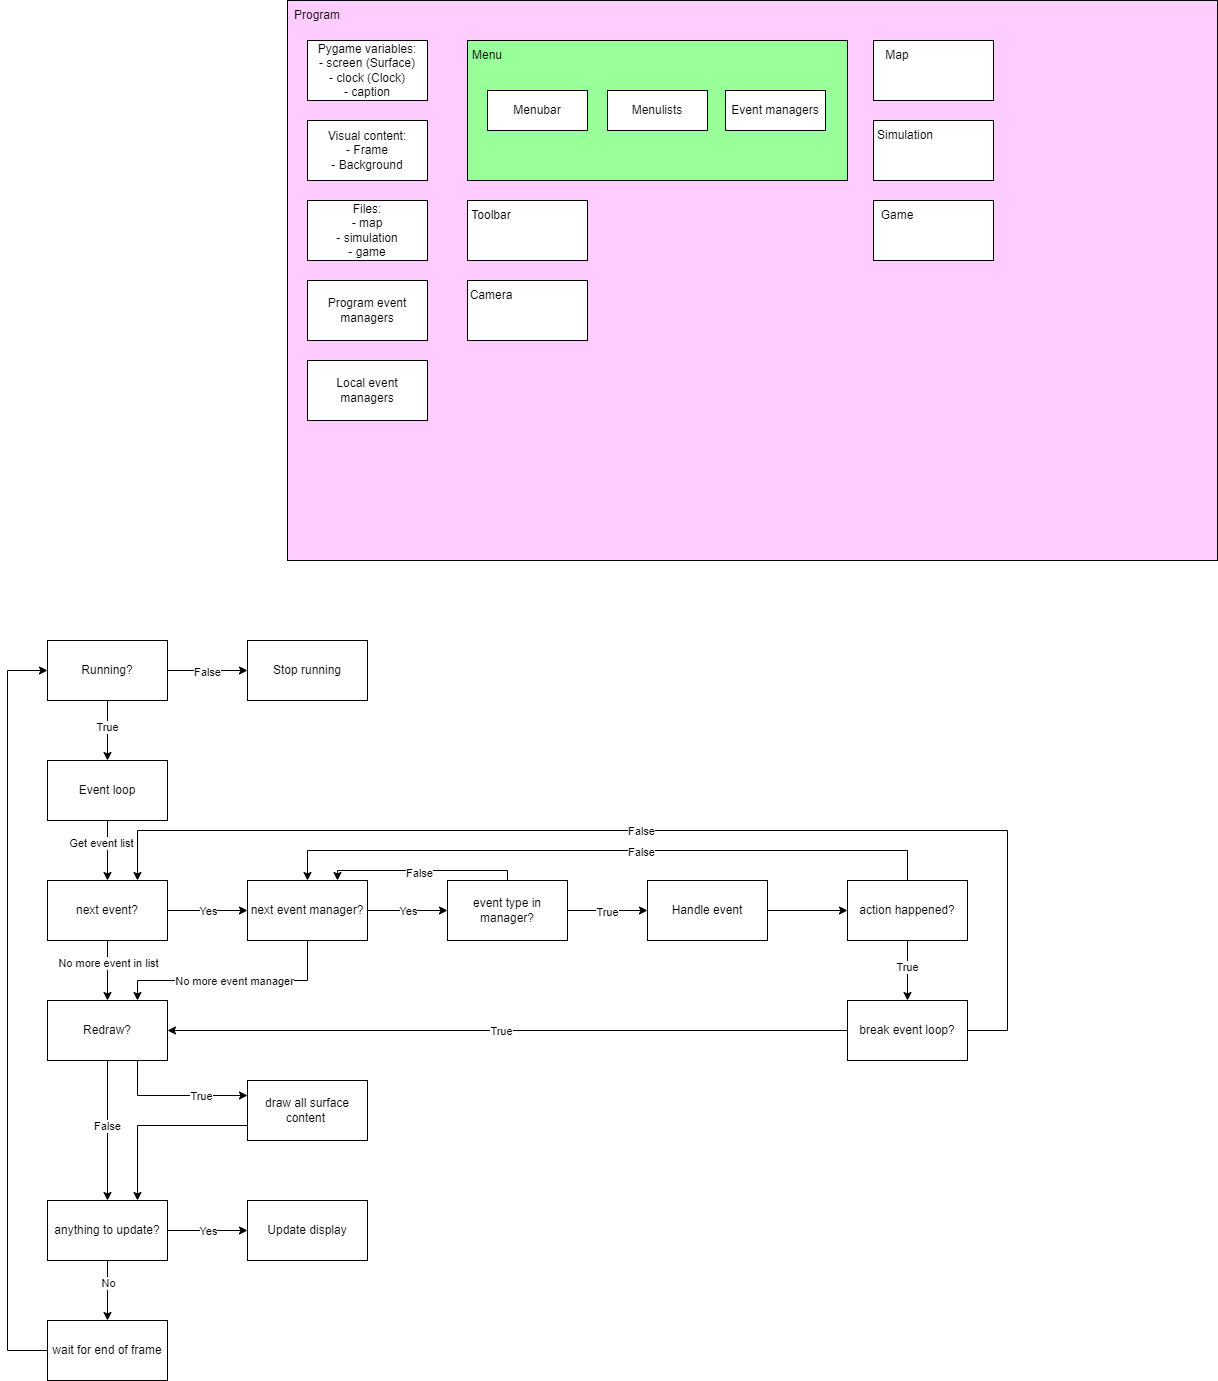 Program
Pygame variables:
- screen (Surface)
- clock (Clock)
- caption
Visual content:
- Frame
- Background
Files:
- map
- simulation
- game
Program event
managers
Local event
managers
Menu
Menubar
Menulists
Event managers
Toolbar
Camera
Map
Simulation
Game
Running?
False
Stop running
True
Event loop
Get event list
False
False
False
next event?
Yes
next event manager?
Yes
event type in
manager?
True
Handle event
action happened?
No more event in list
No more event manager
True
Redraw?
True
break event loop?
True
draw all surface
content
False
anything to update?
Yes
Update display
No
wait for end of frame